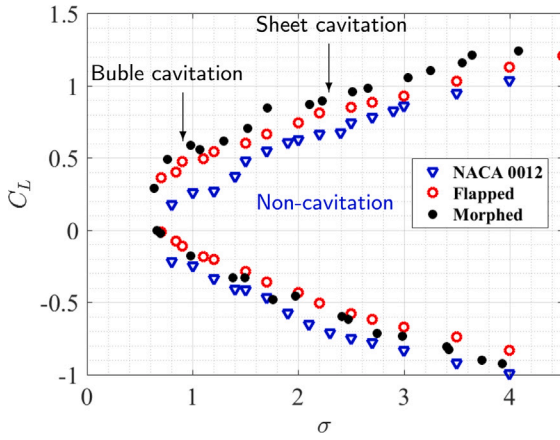 Sheet cavitation
Buble cavitation
Non-cavitation
NACA 0012
Flapped
Morphed
C_L
1.5
1
0.5
0
-0.5
-1
0 1 2 3 4
σ